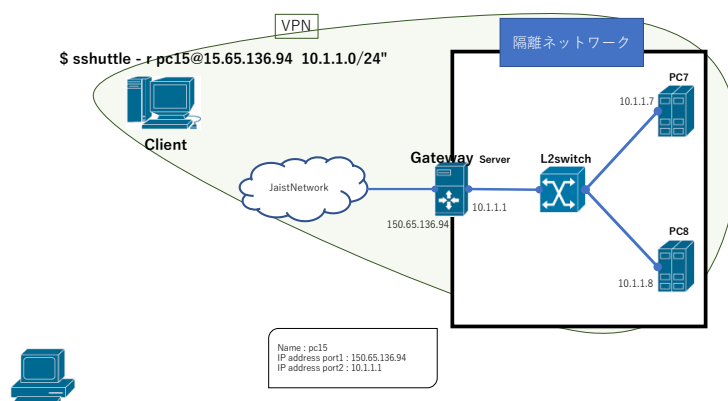 VPN
隔離ネットワーク
$ sshuttle - r pc15@15.65.136.94  10.1.1.0/24"
PC7
10.1.1.7
Client
Gateway Server
L2switch
JaistNetwork
10.1.1.1
150.65.136.94
PC8
10.1.1.8
Name : pc15
IP address port1 : 150.65.136.94
IP address port2 : 10.1.1.1